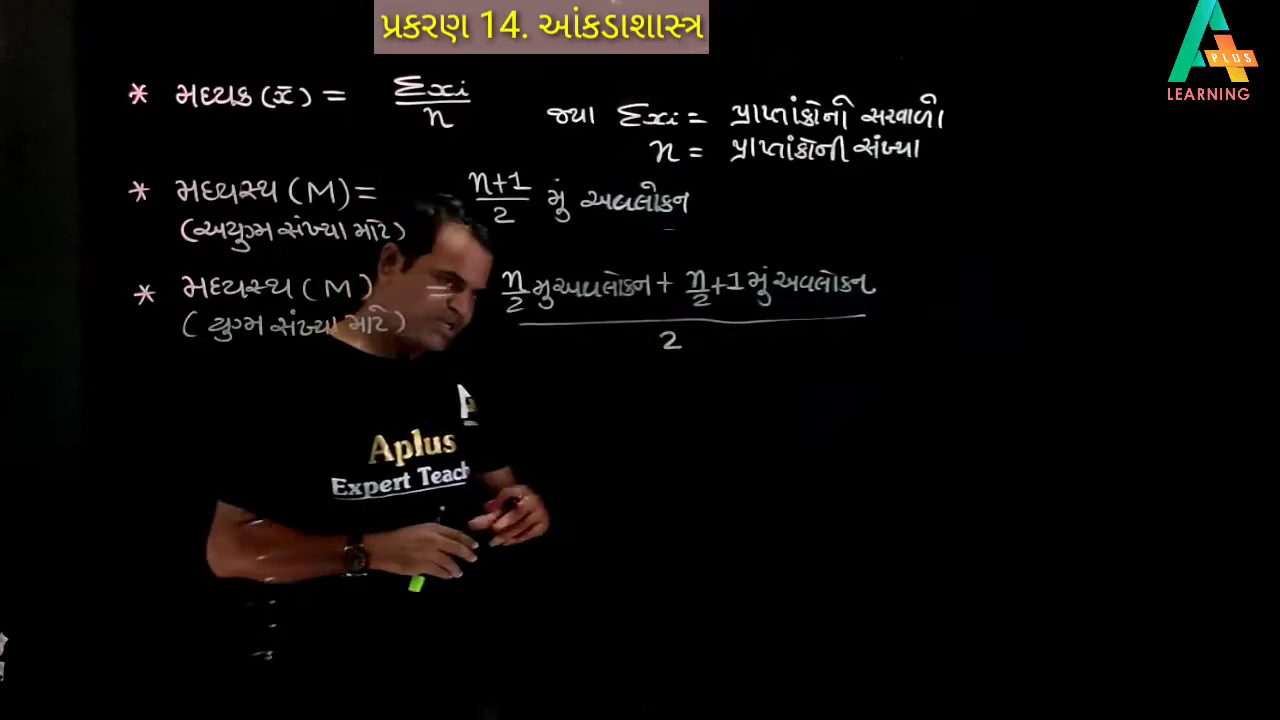 પ્રકરણ 14. આંકડાશાસ્ત્ર
A PLUS
LEARNING
* મધ્યક (x̄) = Σxi / n
જ્યા Σxi = પ્રાપ્તાંકોની સરવાળો
n = પ્રાપ્તાંકોની સંખ્યા
* મધ્યસ્થ (M) = n+1 / 2 મું અવલોકન
(અયુગ્મ સંખ્યા માટે)
* મધ્યસ્થ (M) = n/2 મુ અવલોકન + n/2 +1 મું અવલોકન / 2
(યુગ્મ સંખ્યા માટે)
Aplus
Expert Teach